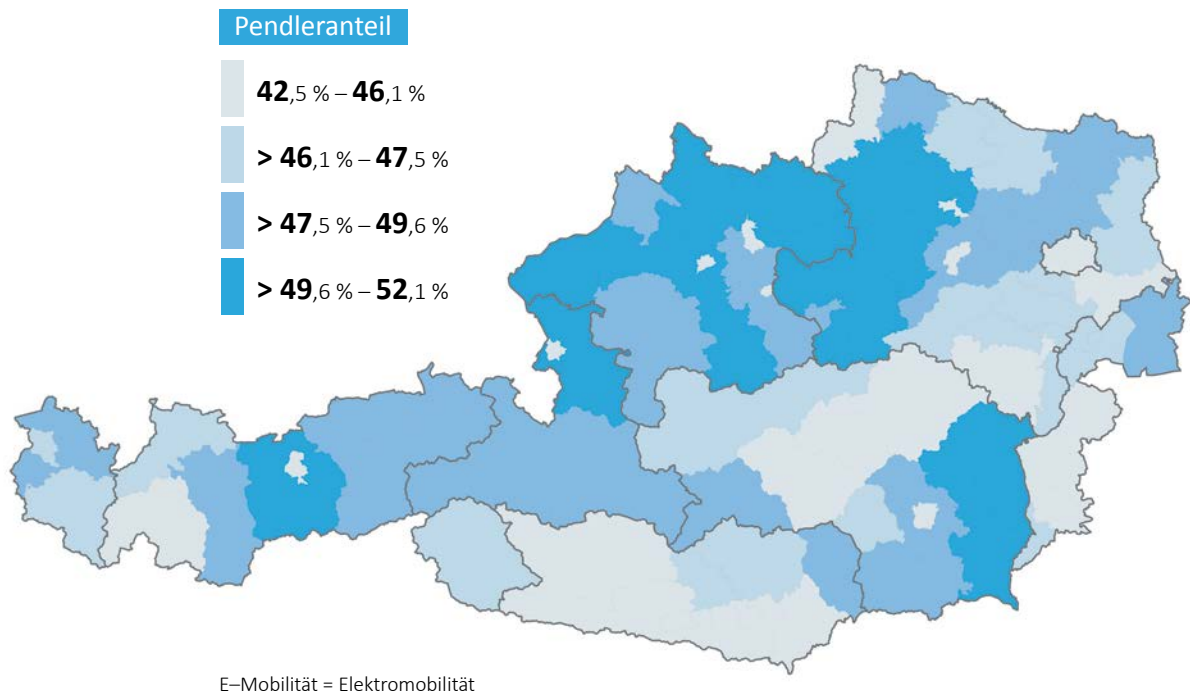 Pendleranteil
42,5 % – 46,1 %
> 46,1 % – 47,5 %
> 47,5 % – 49,6 %
> 49,6 % – 52,1 %
E–Mobilität = Elektromobilität